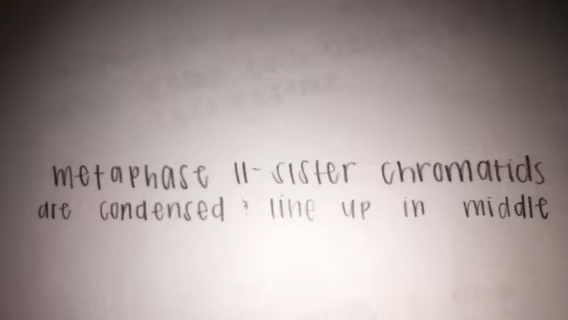 metaphase II - sister chromatids
are condensed & line up in middle